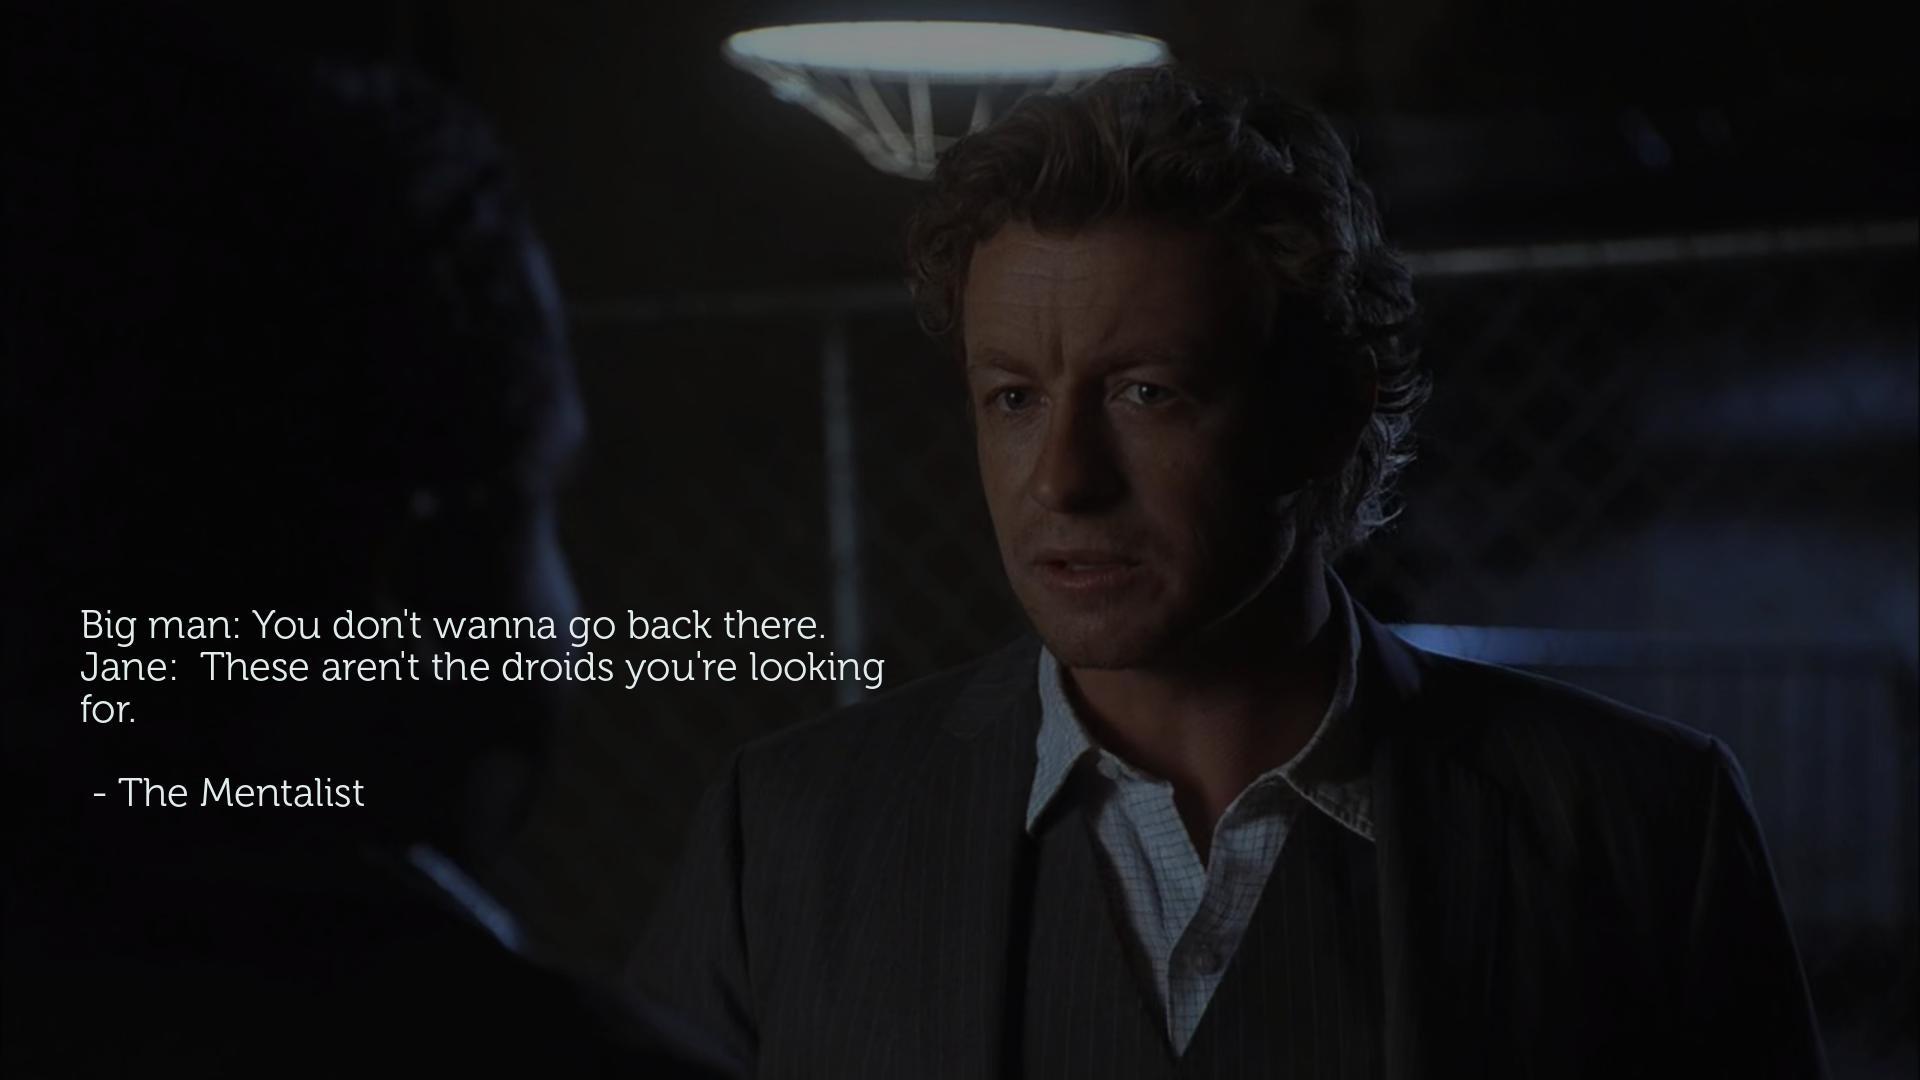 Big man: You don't wanna go back there.
Jane:  These aren't the droids you're looking
for.
- The Mentalist